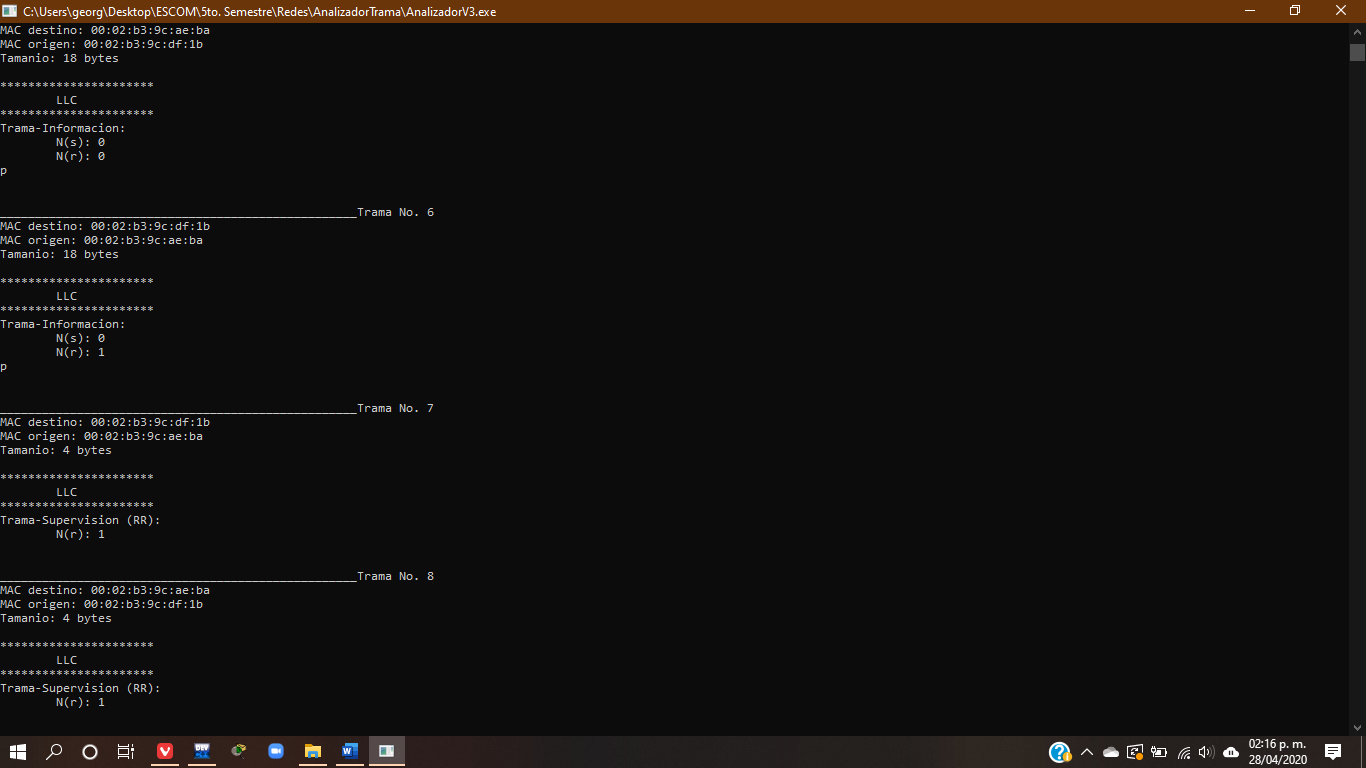 C:\Users\georg\Desktop\ESCOM\5to. Semestre\Redes\AnalizadorTrama\AnalizadorV3.exe
MAC destino: 00:02:b3:9c:ae:ba
MAC origen: 00:02:b3:9c:df:1b
Tamanio: 18 bytes
**********************
LLC
**********************
Trama-Informacion:
N(s): 0
N(r): 0
p
___________________________________________________Trama No. 6
MAC destino: 00:02:b3:9c:df:1b
MAC origen: 00:02:b3:9c:ae:ba
Tamanio: 18 bytes
**********************
LLC
**********************
Trama-Informacion:
N(s): 0
N(r): 1
p
___________________________________________________Trama No. 7
MAC destino: 00:02:b3:9c:df:1b
MAC origen: 00:02:b3:9c:ae:ba
Tamanio: 4 bytes
**********************
LLC
**********************
Trama-Supervision (RR):
N(r): 1
___________________________________________________Trama No. 8
MAC destino: 00:02:b3:9c:ae:ba
MAC origen: 00:02:b3:9c:df:1b
Tamanio: 4 bytes
**********************
LLC
**********************
Trama-Supervision (RR):
N(r): 1
DEV
02:16 p. m.
28/04/2020